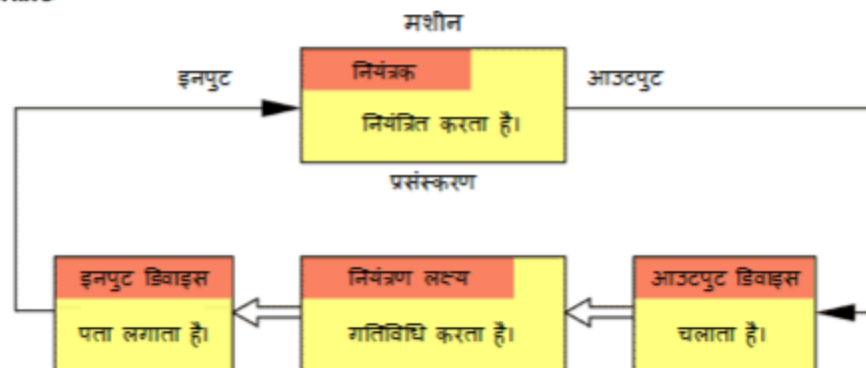 मशीन
इनपुट
नियंत्रक
आउटपुट
नियंत्रित करता है।
प्रसंस्करण
इनपुट डिवाइस
नियंत्रण लक्ष्य
आउटपुट डिवाइस
पता लगाता है।
गतिविधि करता है।
चलाता है।